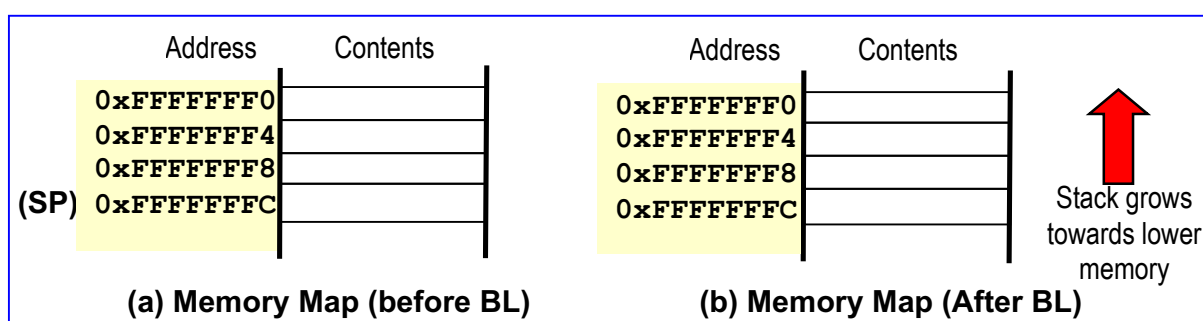 Address Contents
0xFFFFFFF0
0xFFFFFFF4
0xFFFFFFF8
(SP) 0xFFFFFFFC
(a) Memory Map (before BL)
Address Contents
0xFFFFFFF0
0xFFFFFFF4
0xFFFFFFF8
0xFFFFFFFC
(b) Memory Map (After BL)
Stack grows
towards lower
memory